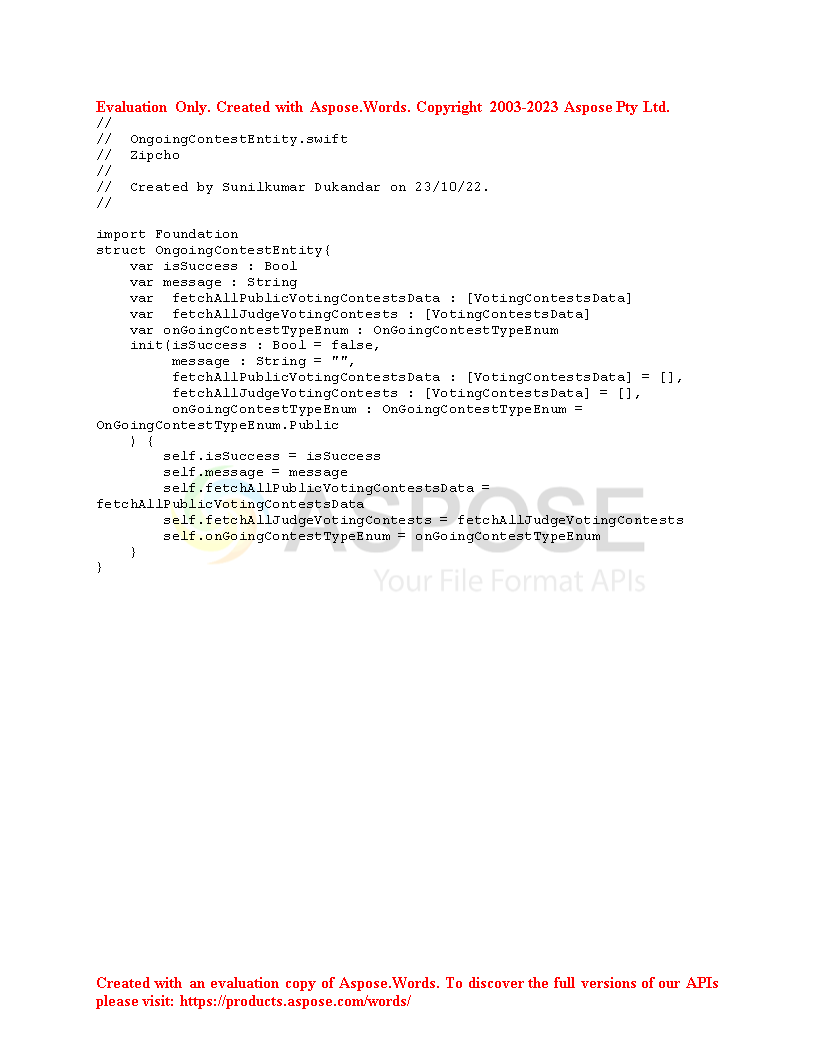 Evaluation Only. Created with Aspose.Words. Copyright 2003-2023 Aspose Pty Ltd.
//
//  OngoingContestEntity.swift
//  Zipcho
//
//  Created by Sunilkumar Dukandar on 23/10/22.
//

import Foundation
struct OngoingContestEntity{
    var isSuccess : Bool
    var message : String
    var  fetchAllPublicVotingContestsData : [VotingContestsData]
    var  fetchAllJudgeVotingContests : [VotingContestsData]
    var onGoingContestTypeEnum : OnGoingContestTypeEnum
    init(isSuccess : Bool = false,
         message : String = "",
         fetchAllPublicVotingContestsData : [VotingContestsData] = [],
         fetchAllJudgeVotingContests : [VotingContestsData] = [],
         onGoingContestTypeEnum : OnGoingContestTypeEnum =
OnGoingContestTypeEnum.Public
    ) {
        self.isSuccess = isSuccess
        self.message = message
        self.fetchAllPublicVotingContestsData =
fetchAllPublicVotingContestsData
        self.fetchAllJudgeVotingContests = fetchAllJudgeVotingContests
        self.onGoingContestTypeEnum = onGoingContestTypeEnum
    }
}
ASPOSE
Your File Format APIs
Created with an evaluation copy of Aspose.Words. To discover the full versions of our APIs
please visit: https://products.aspose.com/words/